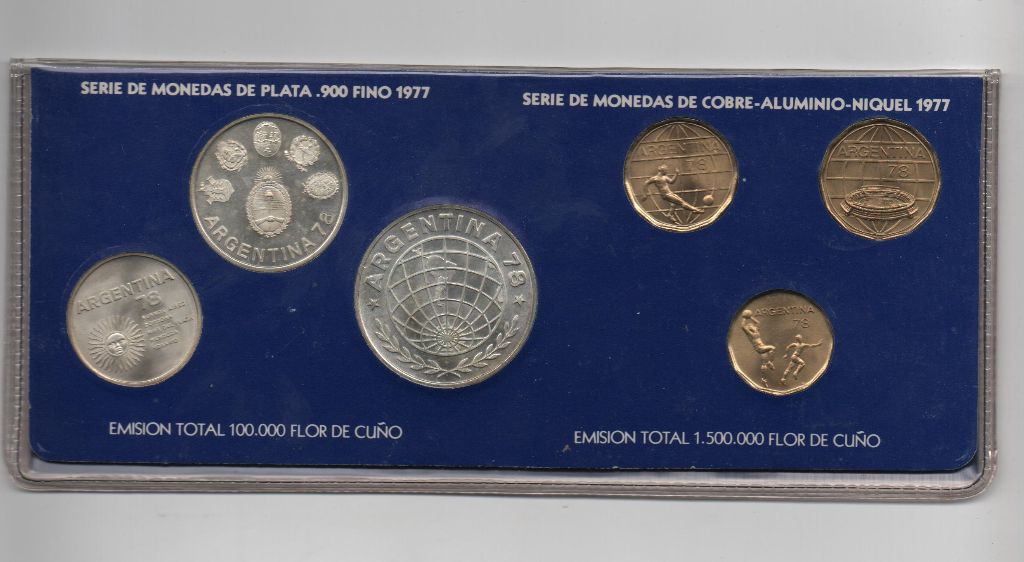 SERIE DE MONEDAS DE PLATA .900 FINO 1977
SERIE DE MONEDAS DE COBRE-ALUMINIO-NIQUEL 1977
ARGENTINA 78
ARGENTINA
78
ARGENTINA 78
ARGENTINA
78
ARGENTINA
78
ARGENTINA
78
EMISION TOTAL 100.000 FLOR DE CUÑO
EMISION TOTAL 1.500.000 FLOR DE CUÑO